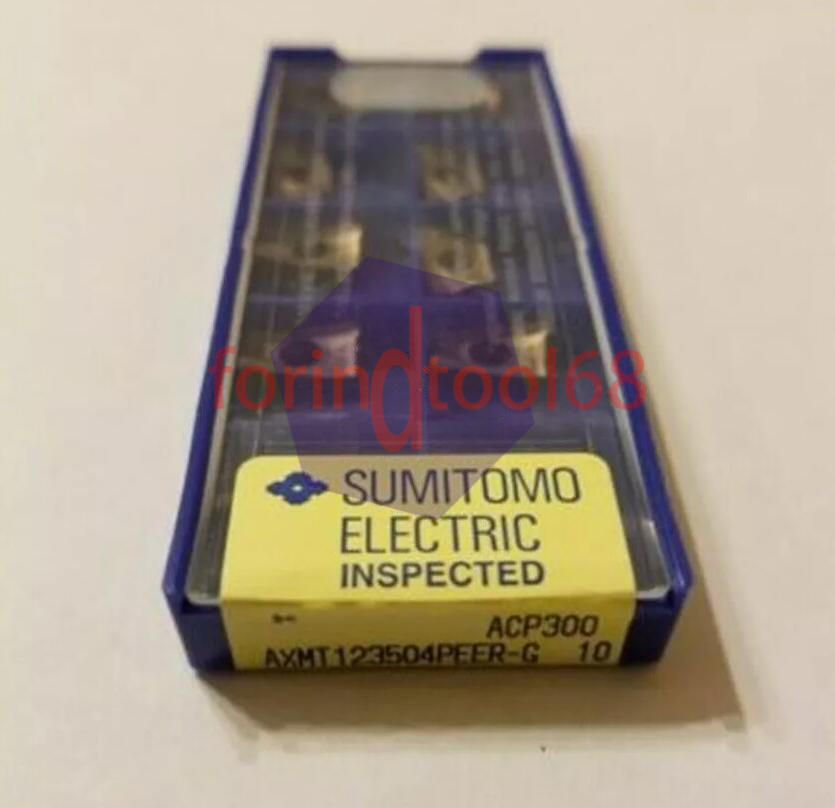 forindtool68
SUMITOMO
ELECTRIC
INSPECTED
ACP300
AXMT123504PEER-G 10